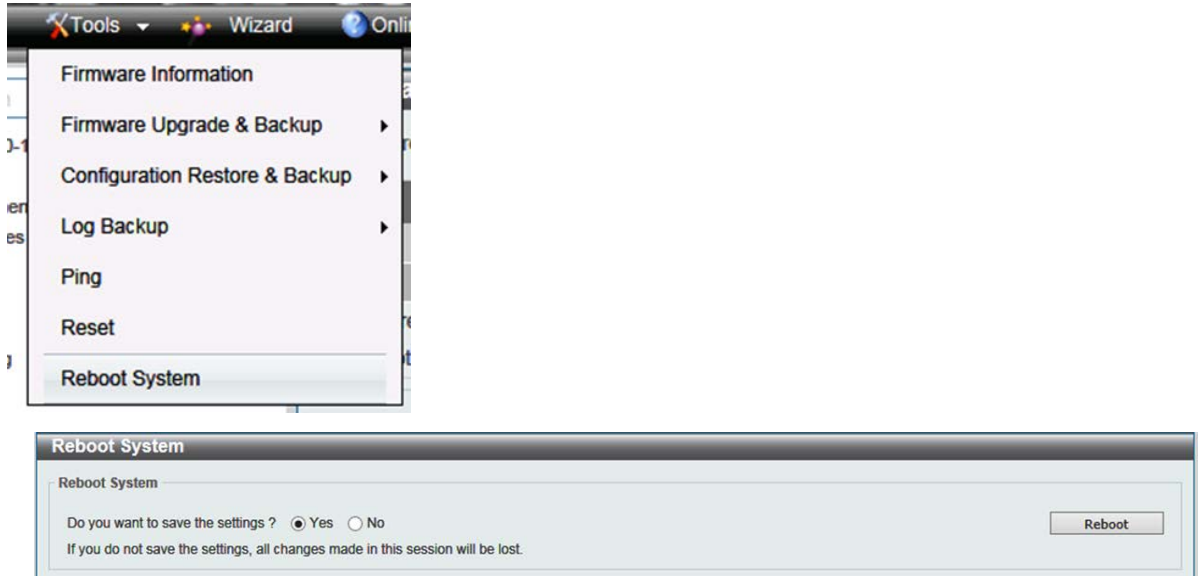 Tools Wizard Onli
Firmware Information
Firmware Upgrade & Backup
Configuration Restore & Backup
Log Backup
Ping
Reset
Reboot System
Reboot System
Reboot System
Do you want to save the settings ? Yes No
Reboot
If you do not save the settings, all changes made in this session will be lost.